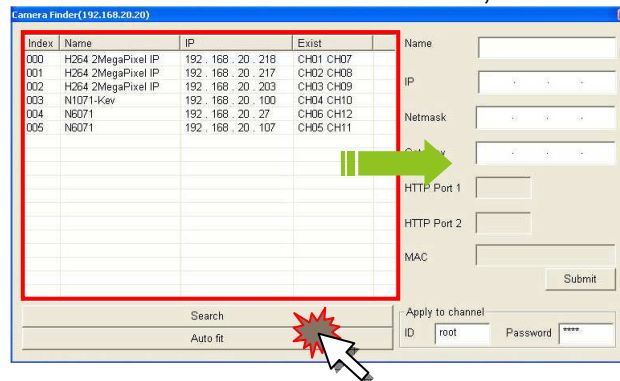 Camera Finder(192.168.20.20)
Index Name IP Exist
000 H264 2MegaPixel IP 192 . 168 . 20 . 218 CH01 CH07
001 H264 2MegaPixel IP 192 . 168 . 20 . 217 CH02 CH08
002 H264 2MegaPixel IP 192 . 168 . 20 . 203 CH03 CH09
003 N1071-Kev 192 . 168 . 20 . 100 CH04 CH10
004 N6071 192 . 168 . 20 . 27 CH06 CH12
005 N6071 192 . 168 . 20 . 107 CH05 CH11
Search
Auto fit
Name
IP . . .
Netmask . . .
. . .
HTTP Port 1
HTTP Port 2
MAC
Submit
Apply to channel
ID root Password ****